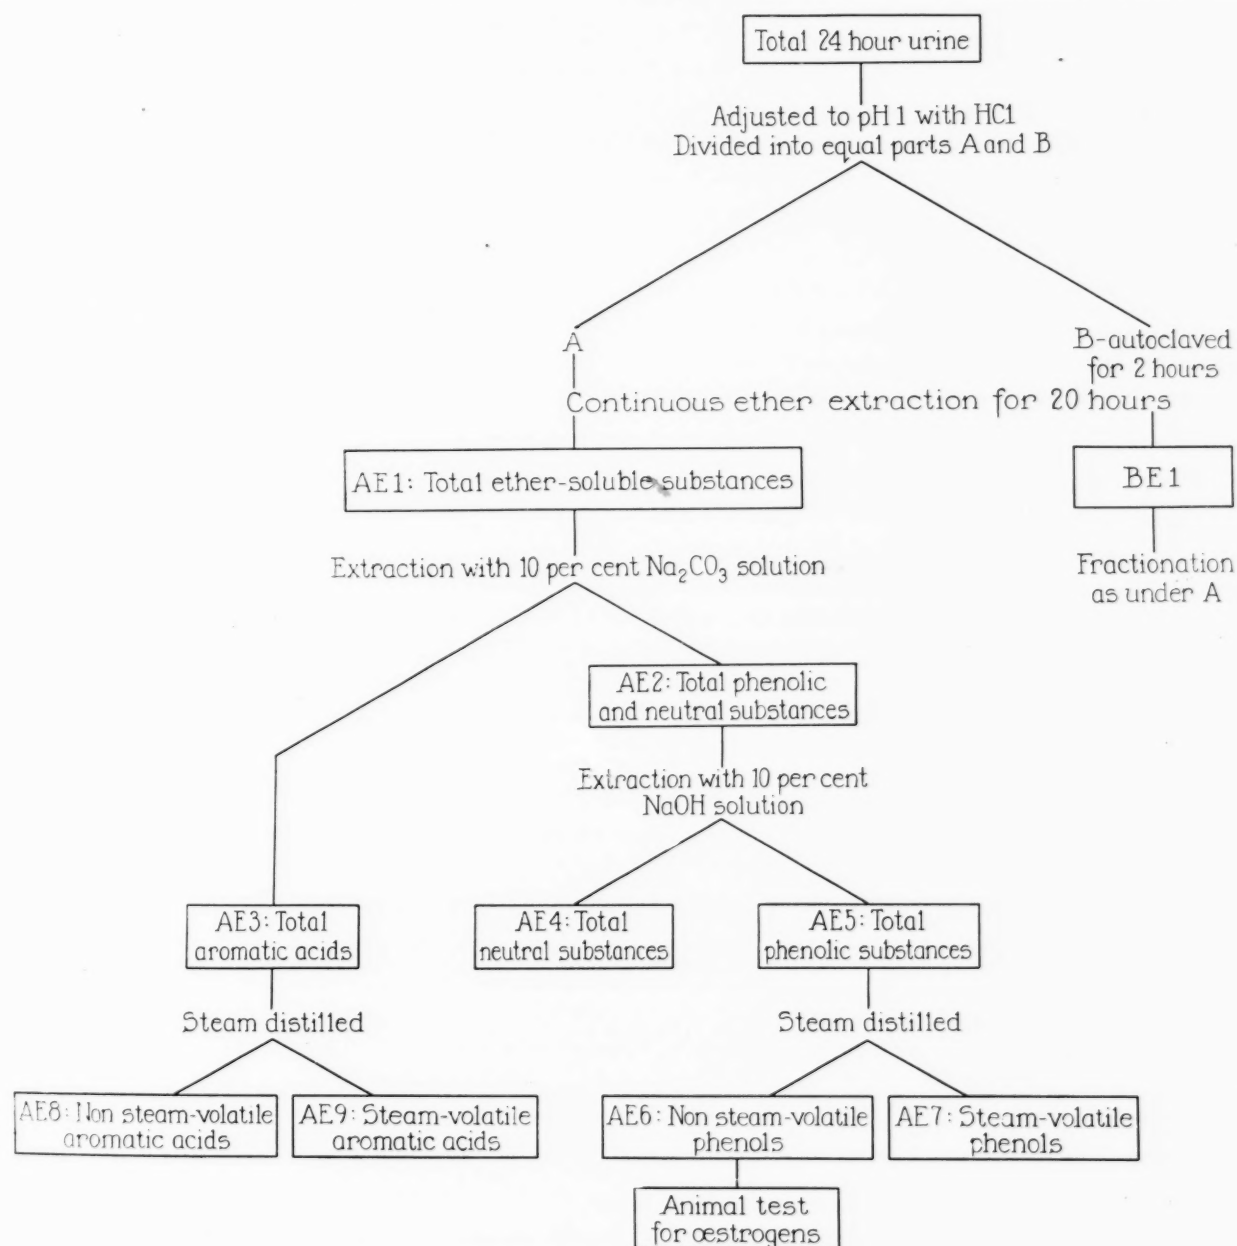 Total 24 hour urine
Adjusted to pH 1 with HCl
Divided into equal parts A and B
A
B-autoclaved
for 2 hours
Continuous ether extraction for 20 hours
AE1: Total ether-soluble substances
BE1
Extraction with 10 per cent Na₂CO₃ solution
Fractionation
as under A
AE2: Total phenolic
and neutral substances
Extraction with 10 per cent
NaOH solution
AE3: Total
aromatic acids
AE4: Total
neutral substances
AE5: Total
phenolic substances
Steam distilled
Steam distilled
AE8: Non steam-volatile
aromatic acids
AE9: Steam-volatile
aromatic acids
AE6: Non steam-volatile
phenols
AE7: Steam-volatile
phenols
Animal test
for œstrogens